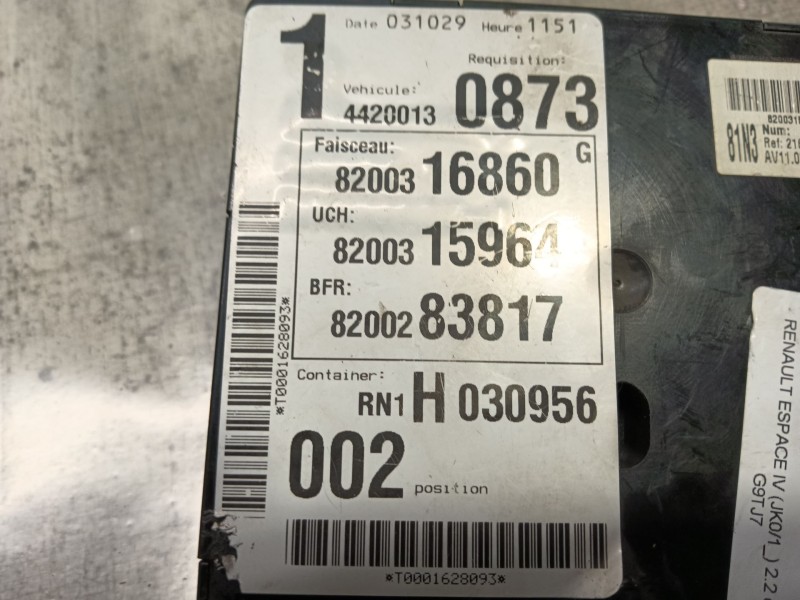 1
Date 031029 Heure 1151
Requisition:
Vehicule:
4420013 0873
Faisceau: G
82003 16860
UCH:
82003 15964
BFR:
82002 83817
Container:
RN1 H 030956
002 position
*T0001628093*
*T0001628093*
81N3
Num:
Ref:
RENAULT ESPACE IV (JK0/1_) 2.2
G9TJ7